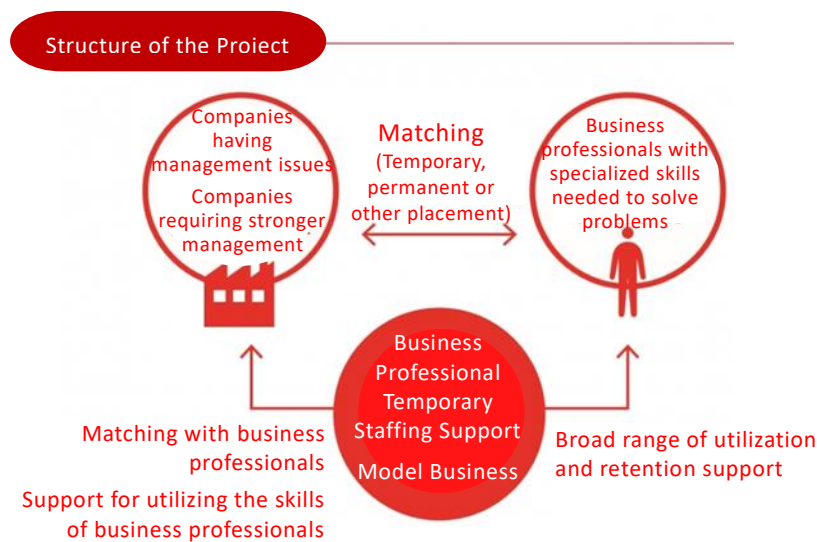 Structure of the Proiect
Companies
having
management issues
Companies
requiring stronger
management
Matching
(Temporary,
permanent or
other placement)
Business
professionals with
specialized skills
needed to solve
problems
Business
Professional
Temporary
Staffing Support
Model Business
Matching with business
professionals
Support for utilizing the skills
of business professionals
Broad range of utilization
and retention support